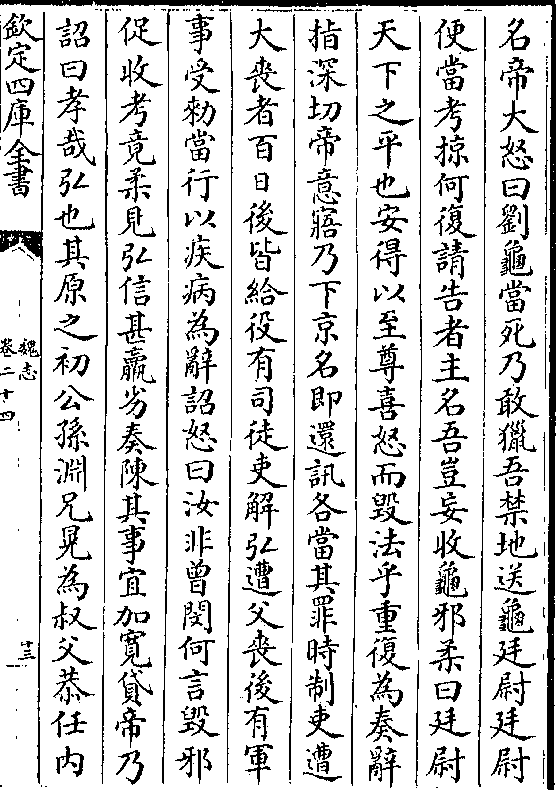 名帝大怒曰劉龜當死乃敢獵吾禁地送龜廷尉廷尉
便當考掠何復請告者主名吾豈妄收龜邪柔曰廷尉
天下之平也安得以至尊喜怒而毀法乎重復為奏辭
指深切帝意寤乃下京名即還訊各當其罪時制吏遭
大喪者百日後皆給役有司徒吏解弘遭父喪後有軍
事受勑當行以疾病為辭詔怒曰汝非曾閔何言毀邪
促收考竟柔見弘信甚羸劣奏陳其事宜加寛貸帝乃
詔曰孝哉弘也其原之初公孫淵兄晃為叔父恭任内
欽定四庫全書
魏志
卷二十四
十三